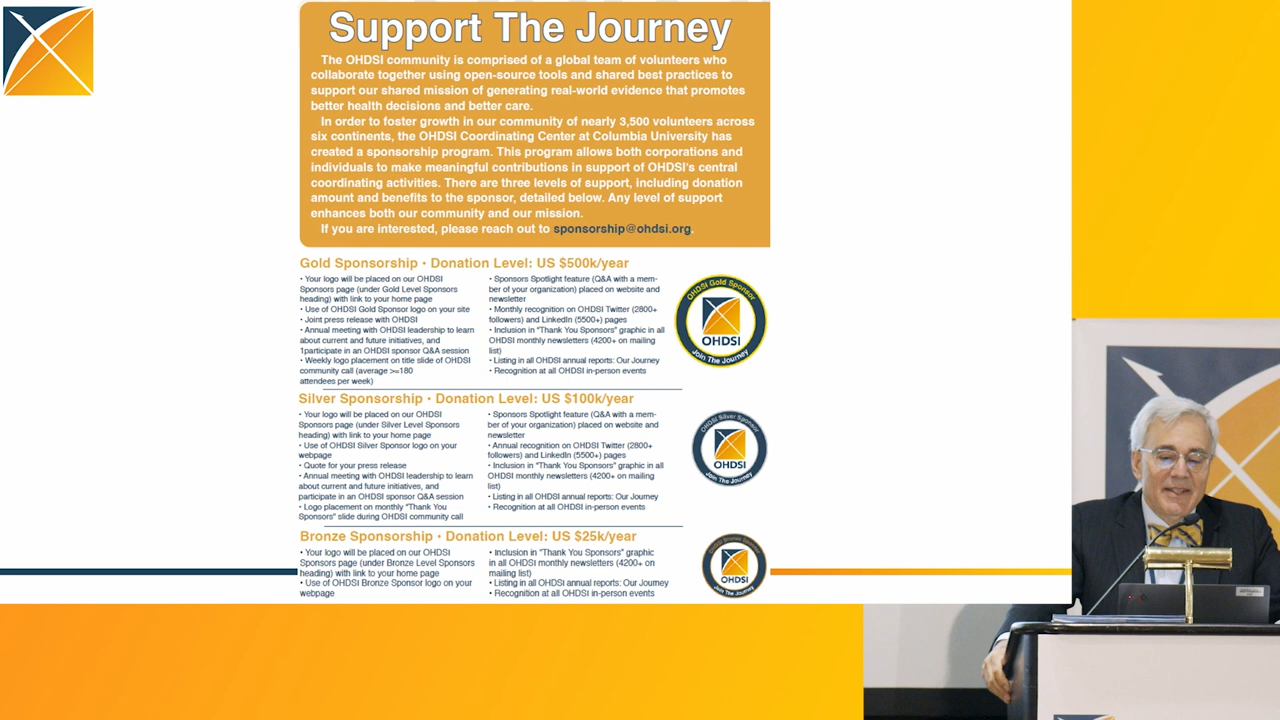 Support The Journey
The OHDSI community is comprised of a global team of volunteers who
collaborate together using open-source tools and shared best practices to
support our shared mission of generating real-world evidence that promotes
better health decisions and better care.
In order to foster growth in our community of nearly 3,500 volunteers across
six continents, the OHDSI Coordinating Center at Columbia University has
created a sponsorship program. This program allows both corporations and
individuals to make meaningful contributions in support of OHDSI's central
coordinating activities. There are three levels of support, including donation
amount and benefits to the sponsor, detailed below. Any level of support
enhances both our community and our mission.
If you are interested, please reach out to sponsorship@ohdsi.org.
Gold Sponsorship • Donation Level: US $500k/year
• Your logo will be placed on our OHDSI
Sponsors page (under Gold Level Sponsors
heading) with link to your home page
• Use of OHDSI Gold Sponsor logo on your site
• Joint press release with OHDSI
• Annual meeting with OHDSI leadership to learn
about current and future initiatives, and
1participate in an OHDSI sponsor Q&A session
• Weekly logo placement on title slide of OHDSI
community call (average >=180
attendees per week)
• Sponsors Spotlight feature (Q&A with a mem-
ber of your organization) placed on website and
newsletter
• Monthly recognition on OHDSI Twitter (2800+
followers) and LinkedIn (5500+) pages
• Inclusion in "Thank You Sponsors" graphic in all
OHDSI monthly newsletters (4200+ on mailing
list)
• Listing in all OHDSI annual reports: Our Journey
• Recognition at all OHDSI in-person events
OHDSI Gold Sponsor
OHDSI
Join The Journey
Silver Sponsorship • Donation Level: US $100k/year
• Your logo will be placed on our OHDSI
Sponsors page (under Silver Level Sponsors
heading) with link to your home page
• Use of OHDSI Silver Sponsor logo on your
webpage
• Quote for your press release
• Annual meeting with OHDSI leadership to learn
about current and future initiatives, and
participate in an OHDSI sponsor Q&A session
• Logo placement on monthly "Thank You
Sponsors" slide during OHDSI community call
• Sponsors Spotlight feature (Q&A with a mem-
ber of your organization) placed on website and
newsletter
• Annual recognition on OHDSI Twitter (2800+
followers) and LinkedIn (5500+) pages
• Inclusion in "Thank You Sponsors" graphic in all
OHDSI monthly newsletters (4200+ on mailing
list)
• Listing in all OHDSI annual reports: Our Journey
• Recognition at all OHDSI in-person events
OHDSI Silver Sponsor
OHDSI
Join The Journey
Bronze Sponsorship • Donation Level: US $25k/year
• Your logo will be placed on our OHDSI
Sponsors page (under Bronze Level Sponsors
heading) with link to your home page
• Use of OHDSI Bronze Sponsor logo on your
webpage
• Inclusion in "Thank You Sponsors" graphic
in all OHDSI monthly newsletters (4200+ on
mailing list)
• Listing in all OHDSI annual reports: Our Journey
• Recognition at all OHDSI in-person events
OHDSI Bronze Sponsor
OHDSI
Join The Journey